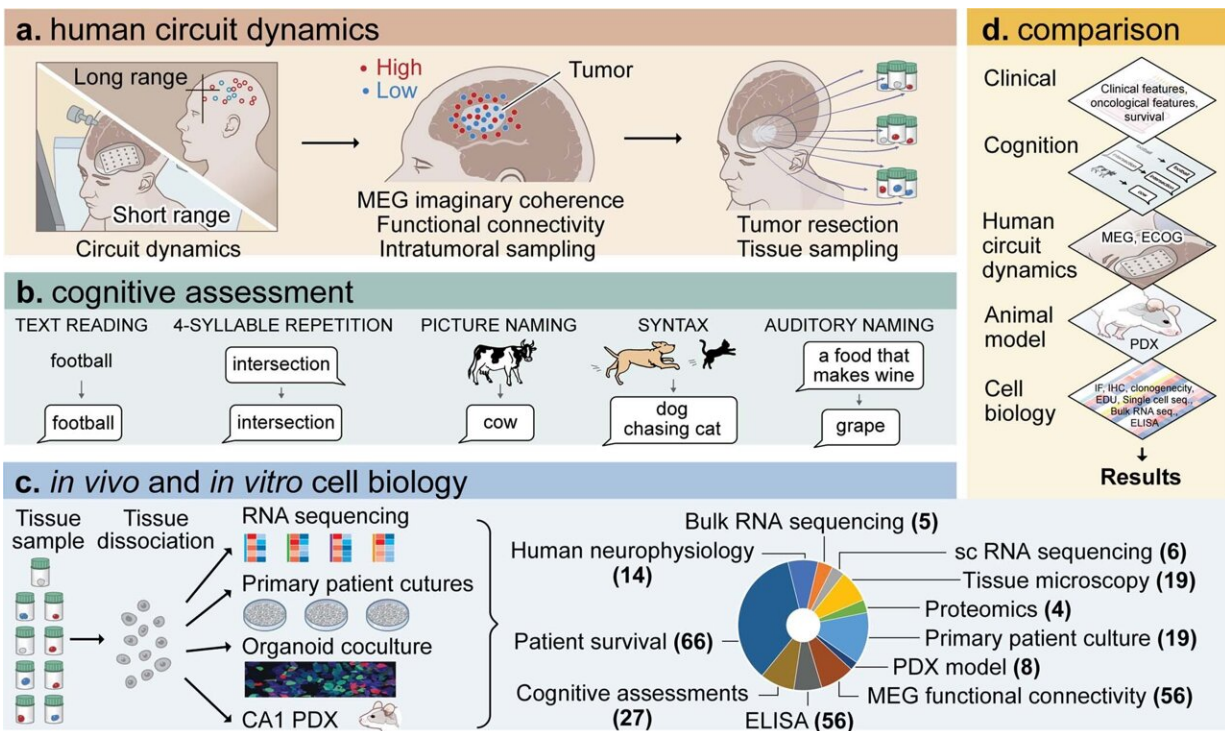 a. human circuit dynamics
Long range
Short range
Circuit dynamics
High
Low
Tumor
MEG imaginary coherence
Functional connectivity
Intratumoral sampling
Tumor resection
Tissue sampling
b. cognitive assessment
TEXT READING
football
football
4-SYLLABLE REPETITION
intersection
intersection
PICTURE NAMING
cow
SYNTAX
dog
chasing cat
AUDITORY NAMING
a food that
makes wine
grape
c. in vivo and in vitro cell biology
Tissue
sample
Tissue
dissociation
RNA sequencing
Primary patient cutures
Organoid coculture
CA1 PDX
Bulk RNA sequencing (5)
Human neurophysiology
(14)
sc RNA sequencing (6)
Tissue microscopy (19)
Proteomics (4)
Patient survival (66)
Primary patient culture (19)
PDX model (8)
Cognitive assessments
(27)
MEG functional connectivity (56)
ELISA (56)
d. comparison
Clinical
Clinical features,
oncological features,
survival
Cognition
football
intersection
cow
Human
circuit
dynamics
MEG, ECOG
Animal
model
PDX
Cell
biology
IF, IHC, clonogenecity,
EDU, Single cell seq.,
Bulk RNA seq.,
ELISA
Results